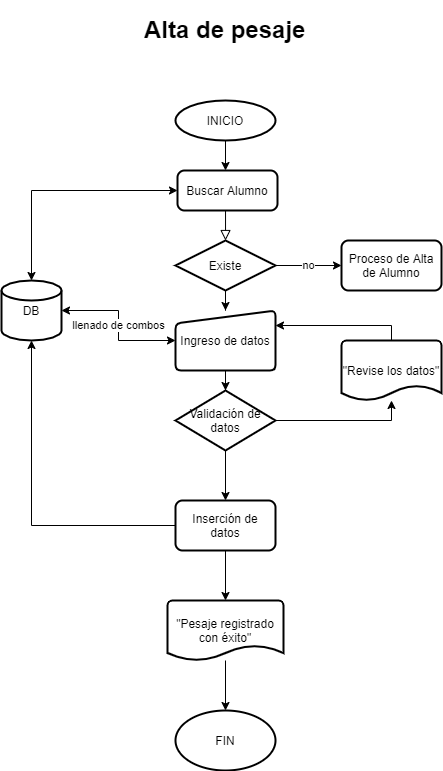 Alta de pesaje
INICIO
Buscar Alumno
Existe
no
Proceso de Alta
de Alumno
DB
llenado de combos
Ingreso de datos
"Revise los datos"
Validación de
datos
Inserción de
datos
"Pesaje registrado
con éxito"
FIN